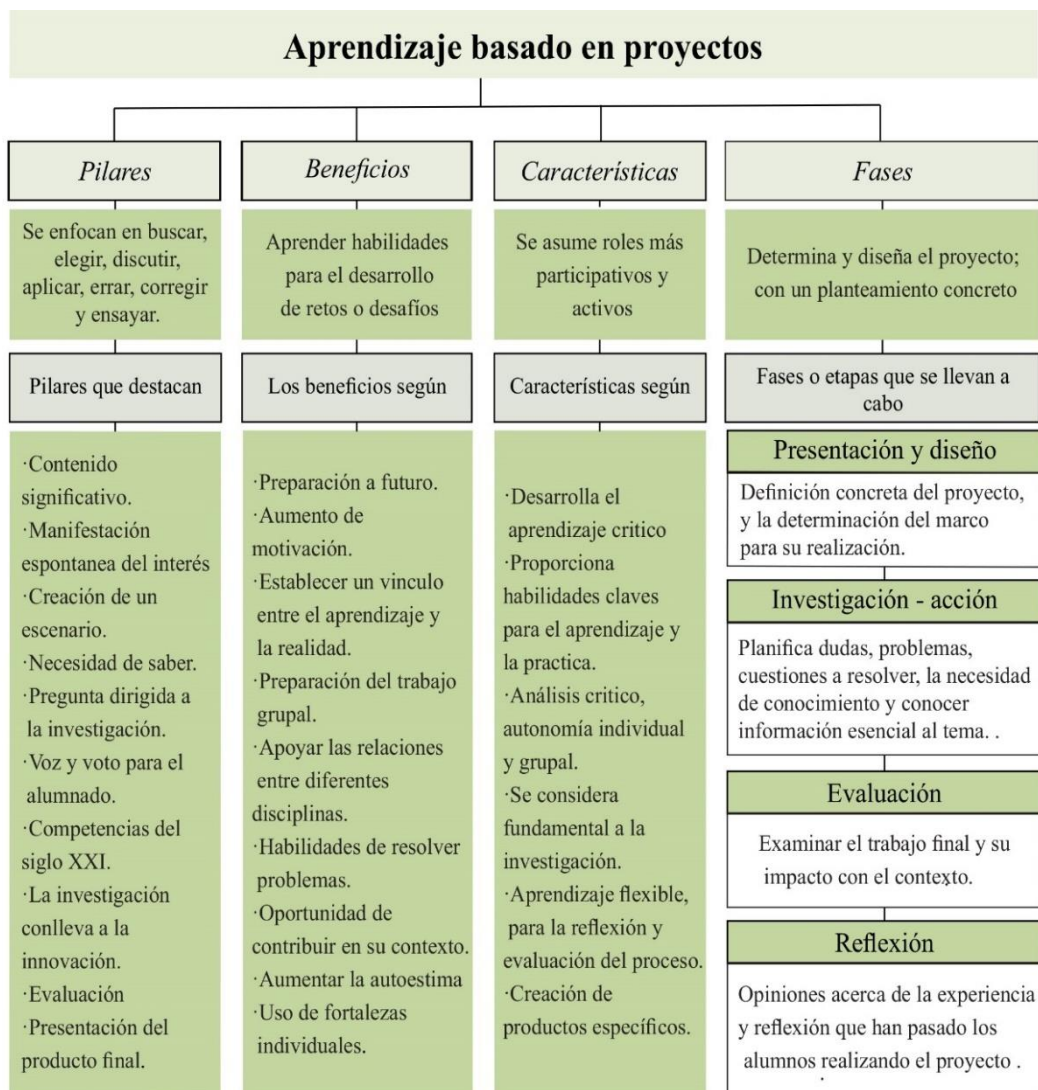 Aprendizaje basado en proyectos
Pilares
Se enfocan en buscar,
elegir, discutir,
aplicar, errar, corregir
y ensayar.
Pilares que destacan
·Contenido
significativo.
·Manifestación
espontanea del interés
·Creación de un
escenario.
·Necesidad de saber.
·Pregunta dirigida a
la investigación.
·Voz y voto para el
alumnado.
·Competencias del
siglo XXI.
·La investigación
conlleva a la
innovación.
·Evaluación
·Presentación del
producto final.
Beneficios
Aprender habilidades
para el desarrollo
de retos o desafíos
Los beneficios según
·Preparación a futuro.
·Aumento de
motivación.
·Establecer un vinculo
entre el aprendizaje y
la realidad.
·Preparación del trabajo
grupal.
·Apoyar las relaciones
entre diferentes
disciplinas.
·Habilidades de resolver
problemas.
·Oportunidad de
contribuir en su contexto.
·Aumentar la autoestima
·Uso de fortalezas
individuales.
Característícas
Se asume roles más
participativos y
activos
Características según
·Desarrolla el
aprendizaje critico
·Proporciona
habilidades claves
para el aprendizaje y
la practica.
·Análisis critico,
autonomía individual
y grupal.
·Se considera
fundamental a la
investigación.
·Aprendizaje flexible,
para la reflexión y
evaluación del proceso.
·Creación de
productos específicos.
Fases
Determina y diseña el proyecto;
con un planteamiento concreto
Fases o etapas que se llevan a
cabo
Presentación y diseño
Definición concreta del proyecto,
y la determinación del marco
para su realización.
Investigación - acción
Planifica dudas, problemas,
cuestiones a resolver, la necesidad
de conocimiento y conocer
información esencial al tema. .
Evaluación
Examinar el trabajo final y su
impacto con el contexto.
Reflexión
Opiniones acerca de la experiencia
y reflexión que han pasado los
alumnos realizando el proyecto .